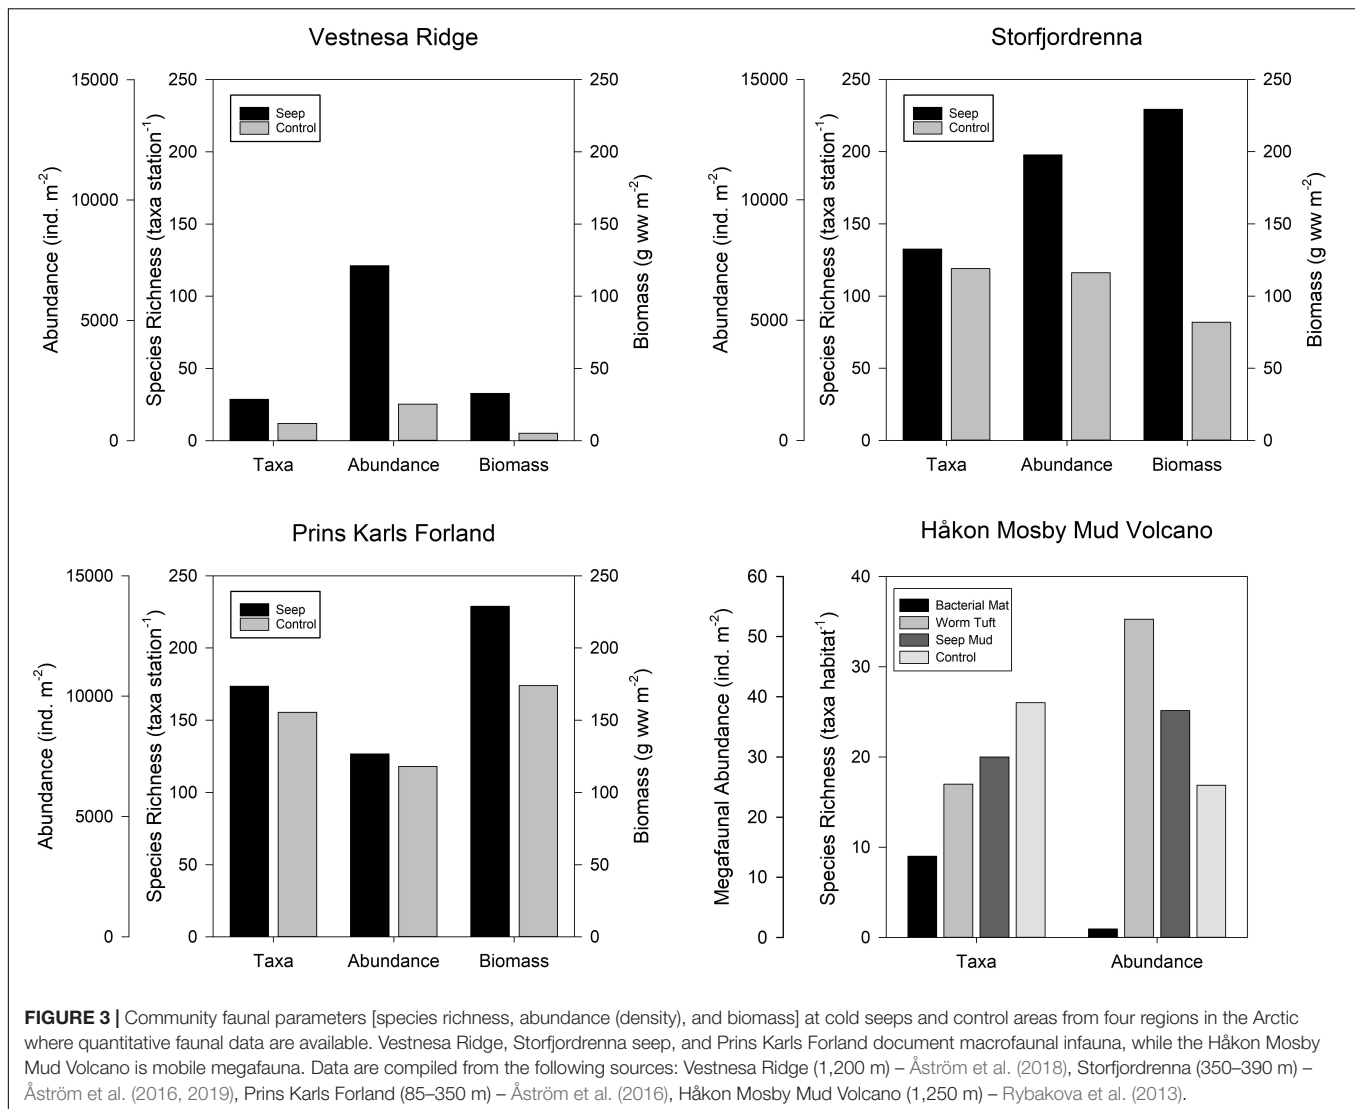 Vestnesa Ridge
Abundance (ind. m-2)
15000
10000
5000
0
Species Richness (taxa station-1)
250
200
150
100
50
0
Seep
Control
Taxa
Abundance
Biomass
250
200
150
100
50
0
Biomass (g ww m-2)
Storfjordrenna
Abundance (ind. m-2)
15000
10000
5000
0
Species Richness (taxa station-1)
250
200
150
100
50
0
Seep
Control
Taxa
Abundance
Biomass
250
200
150
100
50
0
Biomass (g ww m-2)
Prins Karls Forland
Abundance (ind. m-2)
15000
10000
5000
0
Species Richness (taxa station-1)
250
200
150
100
50
0
Seep
Control
Taxa
Abundance
Biomass
250
200
150
100
50
0
Biomass (g ww m-2)
Håkon Mosby Mud Volcano
Megafaunal Abundance (ind. m-2)
60
50
40
30
20
10
0
Species Richness (taxa habitat-1)
40
30
20
10
0
Bacterial Mat
Worm Tuft
Seep Mud
Control
Taxa
Abundance
FIGURE 3 | Community faunal parameters [species richness, abundance (density), and biomass] at cold seeps and control areas from four regions in the Arctic
where quantitative faunal data are available. Vestnesa Ridge, Storfjordrenna seep, and Prins Karls Forland document macrofaunal infauna, while the Håkon Mosby
Mud Volcano is mobile megafauna. Data are compiled from the following sources: Vestnesa Ridge (1,200 m) – Åström et al. (2018), Storfjordrenna (350–390 m) –
Åström et al. (2016, 2019), Prins Karls Forland (85–350 m) – Åström et al. (2016), Håkon Mosby Mud Volcano (1,250 m) – Rybakova et al. (2013).